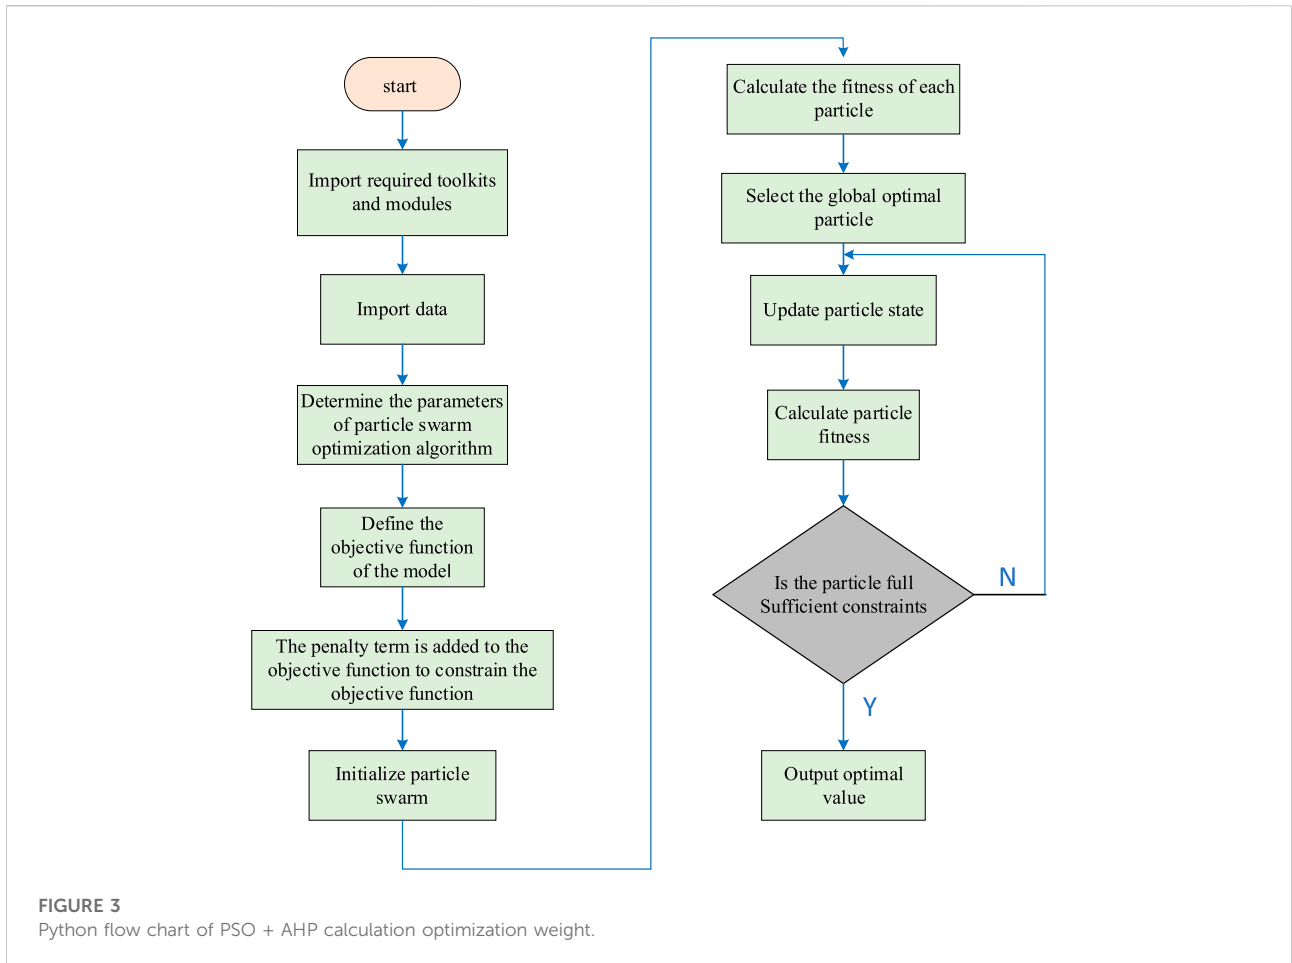 start
Import required toolkits
and modules
Import data
Determine the parameters
of particle swarm
optimization algorithm
Define the
objective function
of the model
The penalty term is added to the
objective function to constrain the
objective function
Initialize particle
swarm
Calculate the fitness of each
particle
Select the global optimal
particle
Update particle state
Calculate particle
fitness
Is the particle full
Sufficient constraints
N
Y
Output optimal
value
FIGURE 3
Python flow chart of PSO + AHP calculation optimization weight.